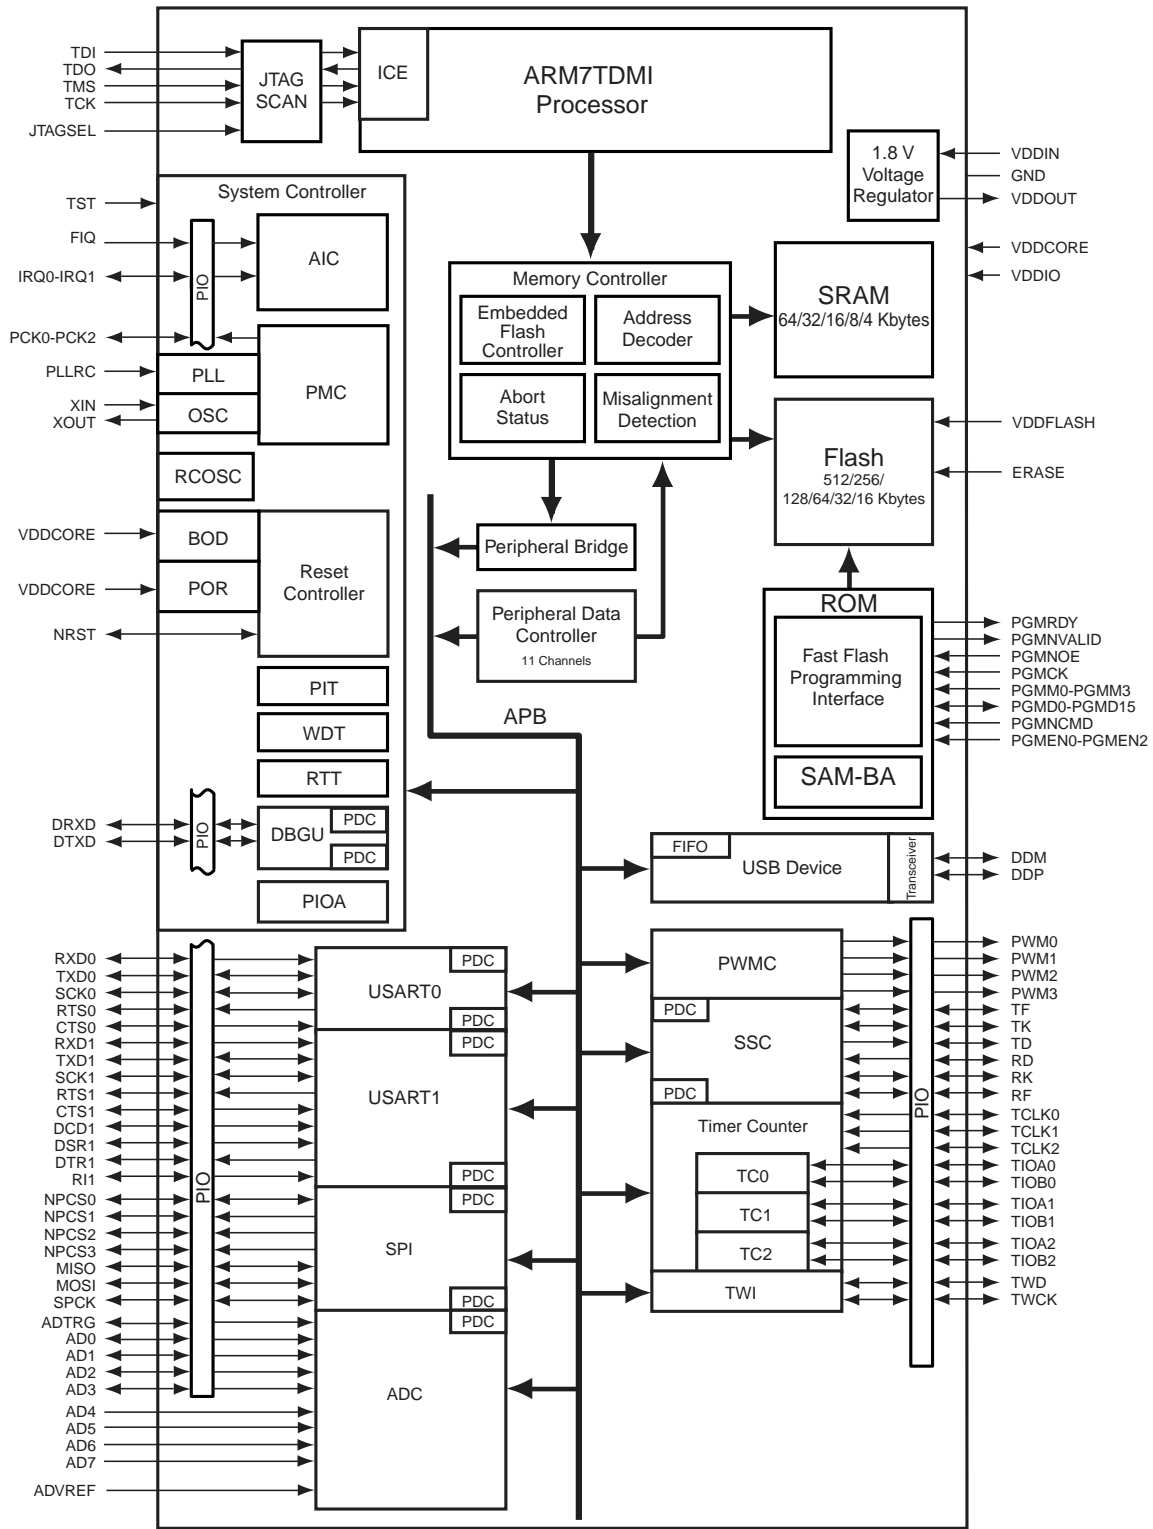 TDI
TDO
TMS
TCK
JTAGSEL
JTAG
SCAN
ICE
ARM7TDMI
Processor
1.8 V
Voltage
Regulator
VDDIN
GND
VDDOUT
VDDCORE
VDDIO
System Controller
TST
FIQ
IRQ0-IRQ1
PCK0-PCK2
PLLRC
XIN
XOUT
PIO
AIC
PLL
OSC
PMC
RCOSC
VDDCORE
VDDCORE
NRST
BOD
POR
Reset
Controller
PIT
WDT
RTT
DRXD
DTXD
PIO
DBGU
PDC
PDC
PIOA
Memory Controller
Embedded
Flash
Controller
Address
Decoder
Abort
Status
Misalignment
Detection
SRAM
64/32/16/8/4 Kbytes
Flash
512/256/
128/64/32/16 Kbytes
VDDFLASH
ERASE
Peripheral Bridge
Peripheral Data
Controller
11 Channels
APB
ROM
Fast Flash
Programming
Interface
SAM-BA
PGMRDY
PGMNVALID
PGMNOE
PGMCK
PGMM0-PGMM3
PGMD0-PGMD15
PGMNCMD
PGMEN0-PGMEN2
FIFO
USB Device
Transceiver
DDM
DDP
RXD0
TXD0
SCK0
RTS0
CTS0
RXD1
TXD1
SCK1
RTS1
CTS1
DCD1
DSR1
DTR1
RI1
NPCS0
NPCS1
NPCS2
NPCS3
MISO
MOSI
SPCK
ADTRG
AD0
AD1
AD2
AD3
AD4
AD5
AD6
AD7
ADVREF
PIO
PDC
USART0
PDC
PDC
USART1
PDC
PDC
SPI
PDC
PDC
ADC
PWMC
PDC
SSC
PDC
Timer Counter
TC0
TC1
TC2
TWI
PIO
PWM0
PWM1
PWM2
PWM3
TF
TK
TD
RD
RK
RF
TCLK0
TCLK1
TCLK2
TIOA0
TIOB0
TIOA1
TIOB1
TIOA2
TIOB2
TWD
TWCK